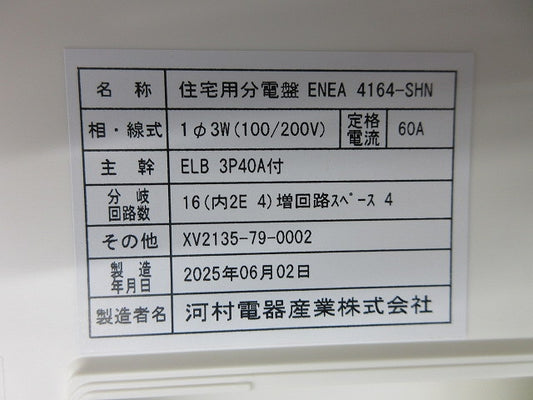 名称 住宅用分電盤 ENEA 4164-SHN
相・線式 1φ3W(100/200V) 定格電流 60A
主幹 ELB 3P40A付
分岐回路数 16(内2E 4)増回路ｽﾍﾟｰｽ 4
その他 XV2135-79-0002
製造年月日 2025年06月02日
製造者名 河村電器産業株式会社